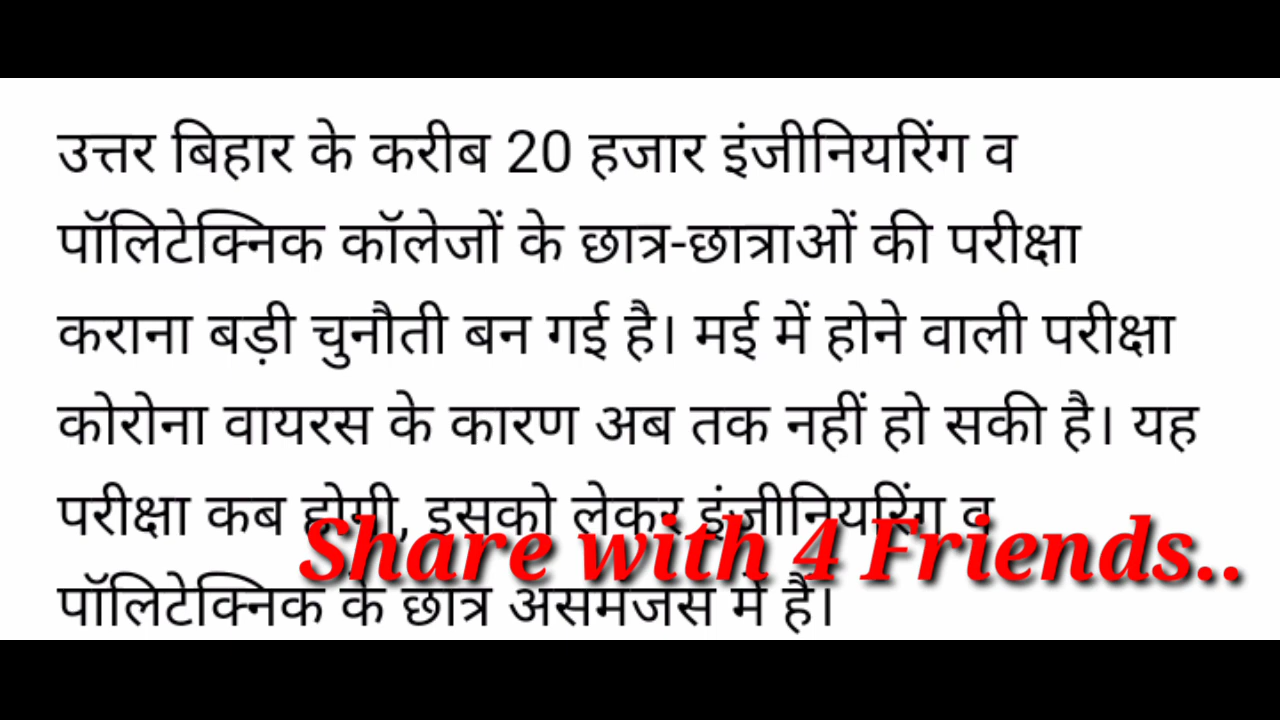 उत्तर बिहार के करीब 20 हजार इंजीनियरिंग व
पॉलिटेक्निक कॉलेजों के छात्र-छात्राओं की परीक्षा
कराना बड़ी चुनौती बन गई है। मई में होने वाली परीक्षा
कोरोना वायरस के कारण अब तक नहीं हो सकी है। यह
परीक्षा कब होगी, इसको लेकर इंजीनियरिंग व
Share with 4 Friends..
पॉलिटेक्निक के छात्र असमंजस में है।